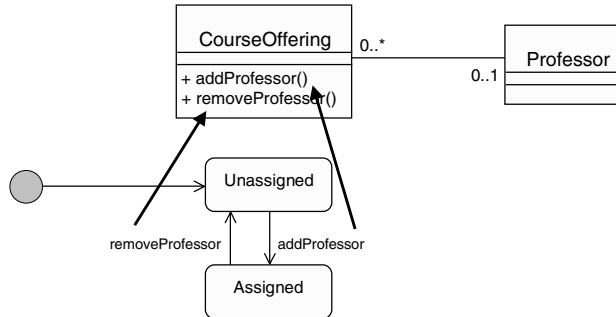 CourseOffering
0..*
Professor
0..1
+ addProfessor()
+ removeProfessor()
Unassigned
removeProfessor
addProfessor
Assigned